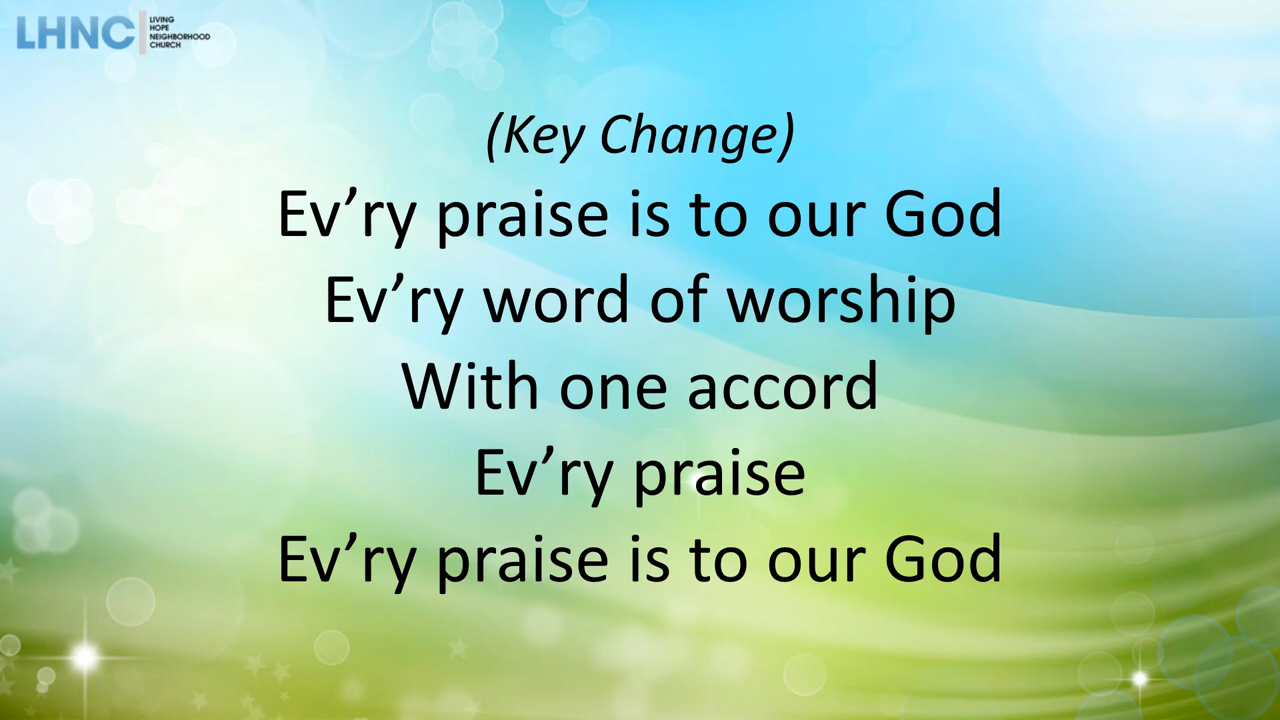 LHNC
LIVING
HOPE
NEIGHBORHOOD
CHURCH
(Key Change)
Ev’ry praise is to our God
Ev’ry word of worship
With one accord
Ev’ry praise
Ev’ry praise is to our God